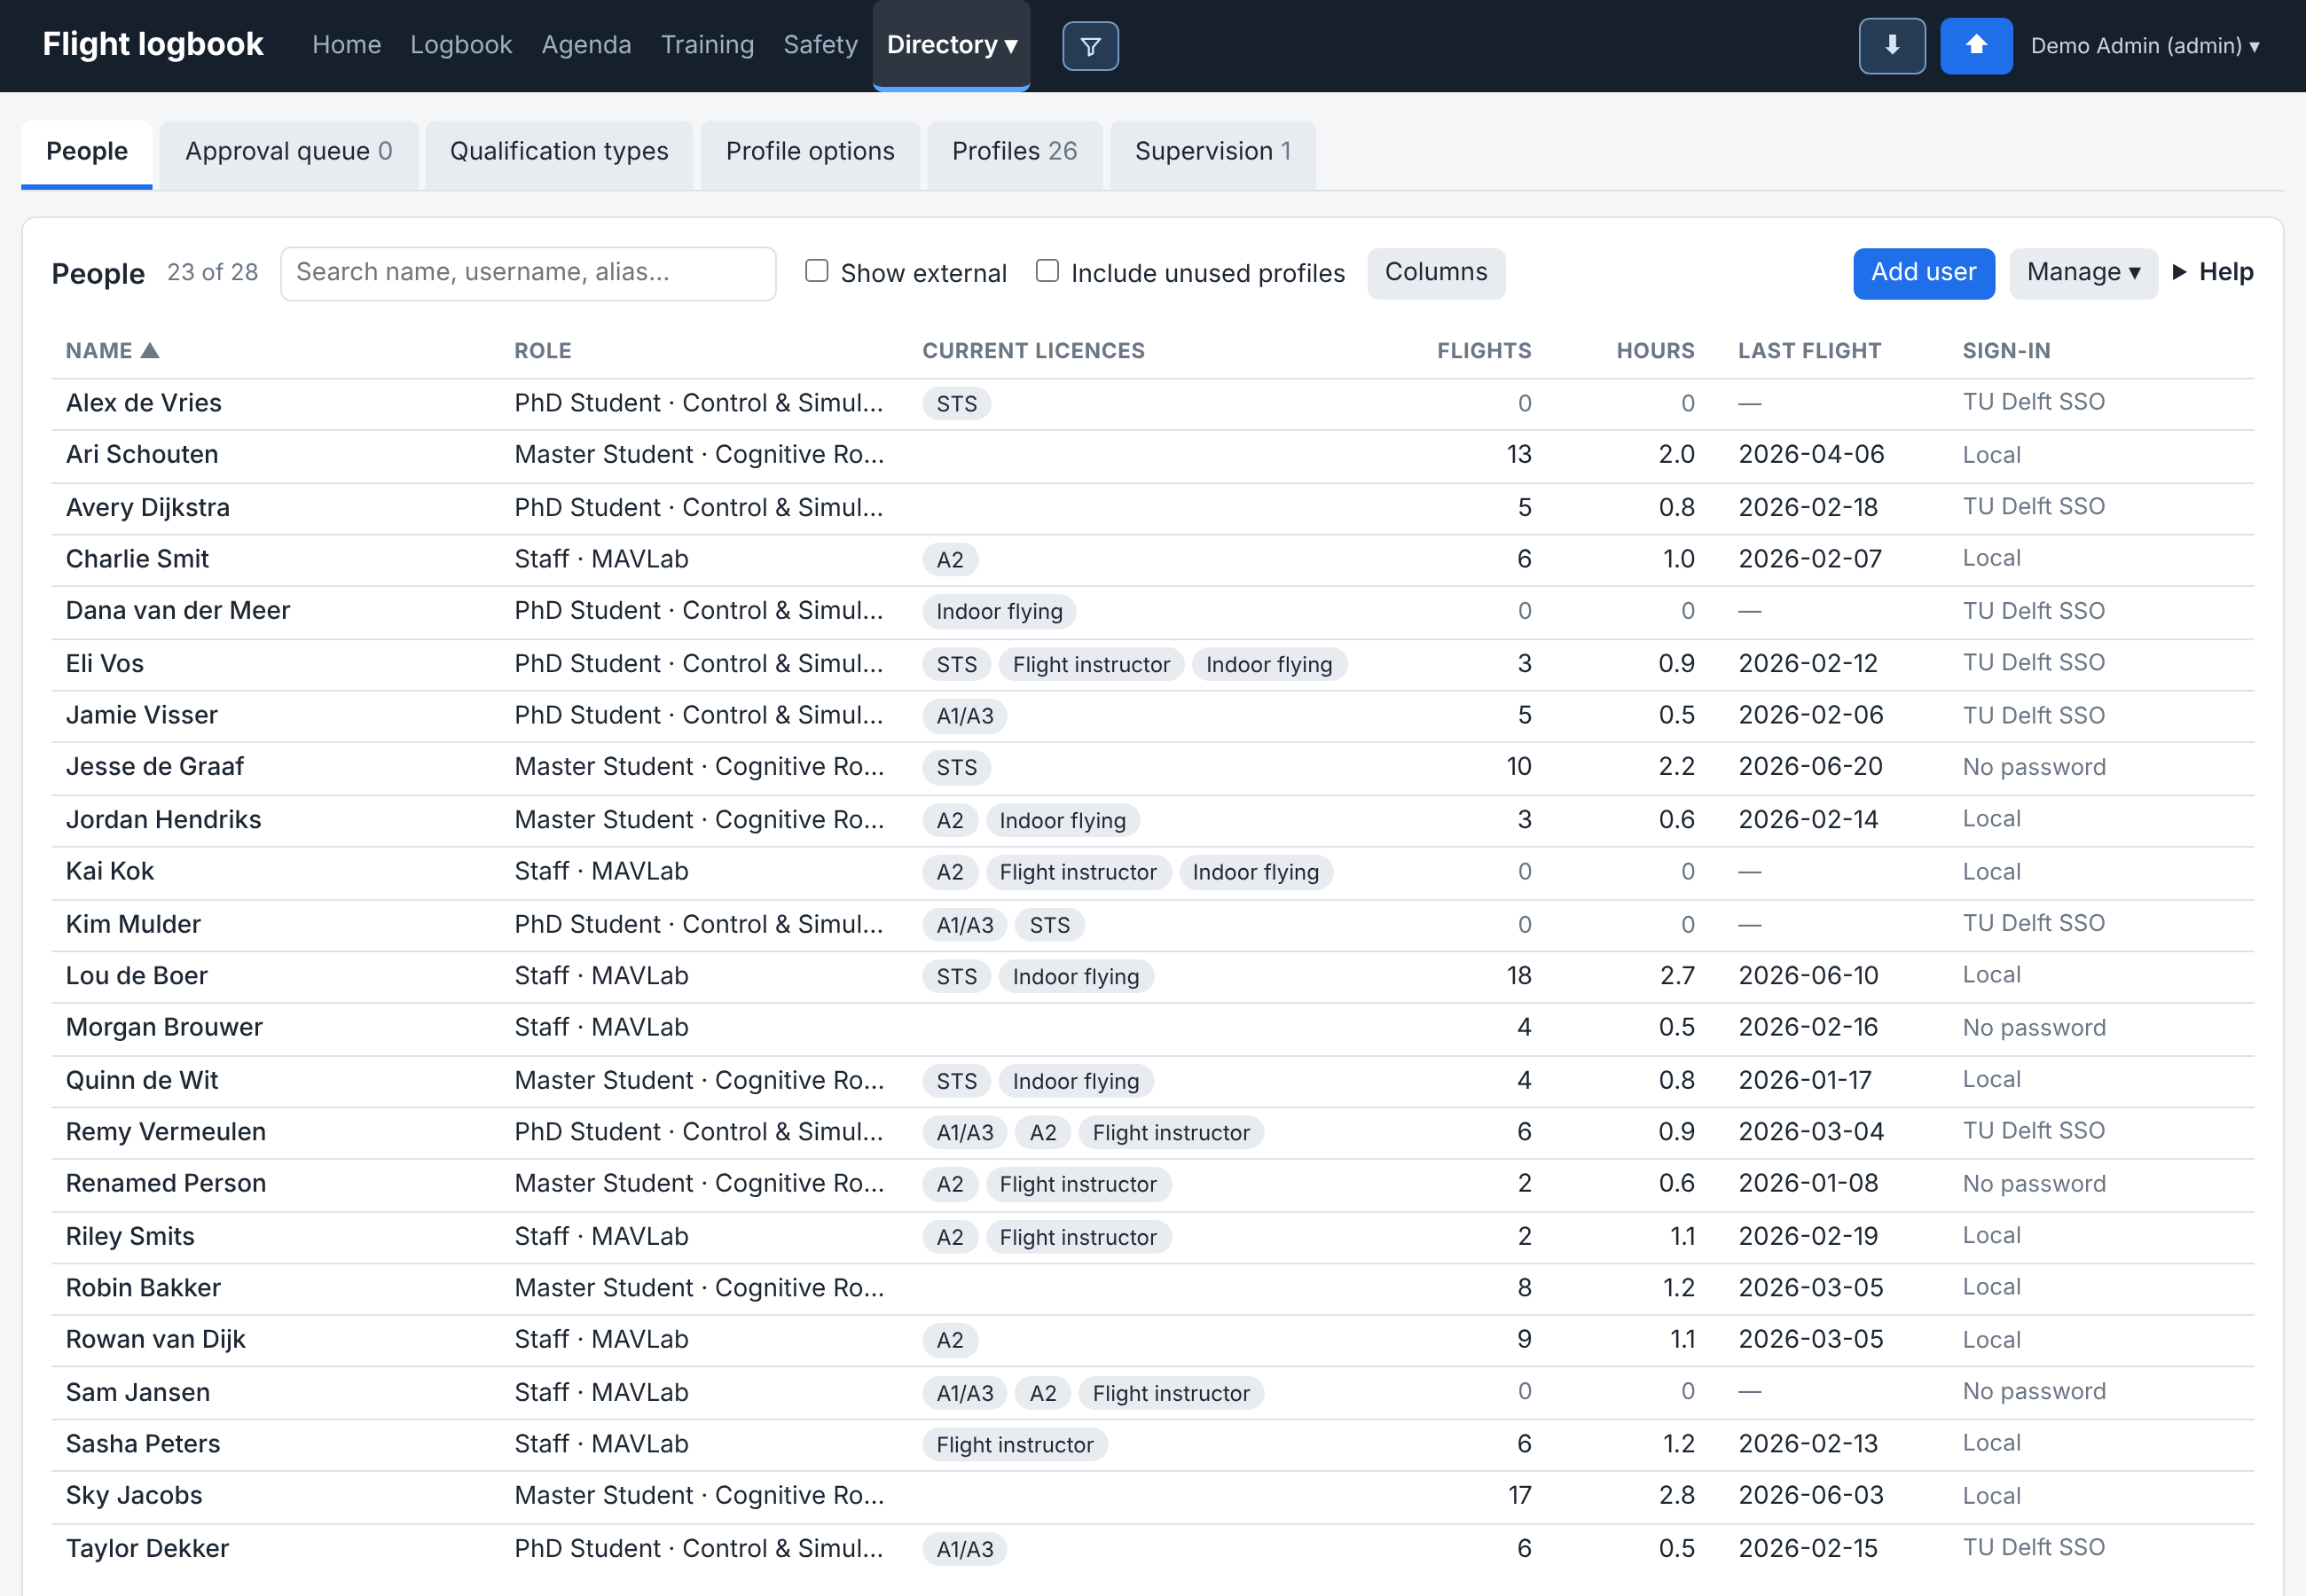 Flight logbook Home Logbook Agenda Training Safety Directory ▾ Demo Admin (admin) ▾
People Approval queue 0 Qualification types Profile options Profiles 26 Supervision 1
People 23 of 28 Search name, username, alias... Show external Include unused profiles Columns Add user Manage ▾ ▶ Help
NAME ▲ ROLE CURRENT LICENCES FLIGHTS HOURS LAST FLIGHT SIGN-IN
Alex de Vries PhD Student · Control & Simul... STS 0 0 — TU Delft SSO
Ari Schouten Master Student · Cognitive Ro... 13 2.0 2026-04-06 Local
Avery Dijkstra PhD Student · Control & Simul... 5 0.8 2026-02-18 TU Delft SSO
Charlie Smit Staff · MAVLab A2 6 1.0 2026-02-07 Local
Dana van der Meer PhD Student · Control & Simul... Indoor flying 0 0 — TU Delft SSO
Eli Vos PhD Student · Control & Simul... STS Flight instructor Indoor flying 3 0.9 2026-02-12 TU Delft SSO
Jamie Visser PhD Student · Control & Simul... A1/A3 5 0.5 2026-02-06 TU Delft SSO
Jesse de Graaf Master Student · Cognitive Ro... STS 10 2.2 2026-06-20 No password
Jordan Hendriks Master Student · Cognitive Ro... A2 Indoor flying 3 0.6 2026-02-14 Local
Kai Kok Staff · MAVLab A2 Flight instructor Indoor flying 0 0 — Local
Kim Mulder PhD Student · Control & Simul... A1/A3 STS 0 0 — TU Delft SSO
Lou de Boer Staff · MAVLab STS Indoor flying 18 2.7 2026-06-10 Local
Morgan Brouwer Staff · MAVLab 4 0.5 2026-02-16 No password
Quinn de Wit Master Student · Cognitive Ro... STS Indoor flying 4 0.8 2026-01-17 Local
Remy Vermeulen PhD Student · Control & Simul... A1/A3 A2 Flight instructor 6 0.9 2026-03-04 TU Delft SSO
Renamed Person Master Student · Cognitive Ro... A2 Flight instructor 2 0.6 2026-01-08 No password
Riley Smits Staff · MAVLab A2 Flight instructor 2 1.1 2026-02-19 Local
Robin Bakker Master Student · Cognitive Ro... 8 1.2 2026-03-05 Local
Rowan van Dijk Staff · MAVLab A2 9 1.1 2026-03-05 Local
Sam Jansen Staff · MAVLab A1/A3 A2 Flight instructor 0 0 — No password
Sasha Peters Staff · MAVLab Flight instructor 6 1.2 2026-02-13 Local
Sky Jacobs Master Student · Cognitive Ro... 17 2.8 2026-06-03 Local
Taylor Dekker PhD Student · Control & Simul... A1/A3 6 0.5 2026-02-15 TU Delft SSO